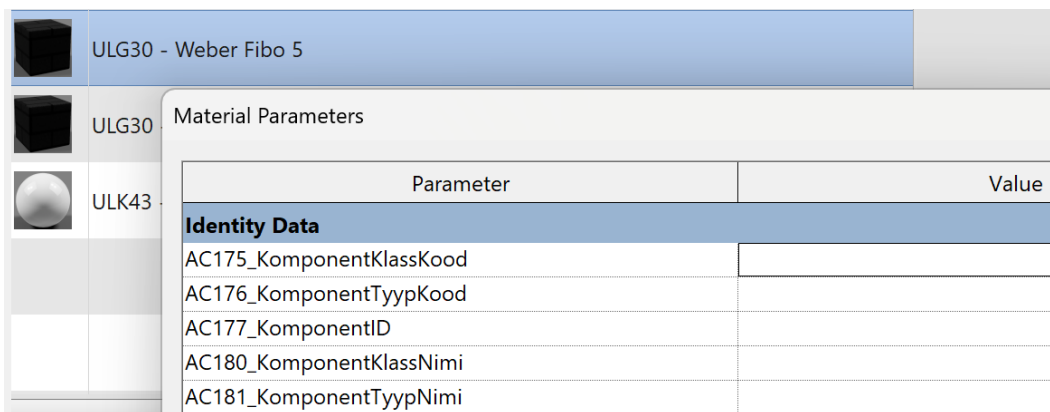 ULG30 - Weber Fibo 5
ULG30 -
ULK43 -
Material Parameters
Parameter Value
Identity Data
AC175_KomponentKlassKood
AC176_KomponentTyypKood
AC177_KomponentID
AC180_KomponentKlassNimi
AC181_KomponentTyypNimi